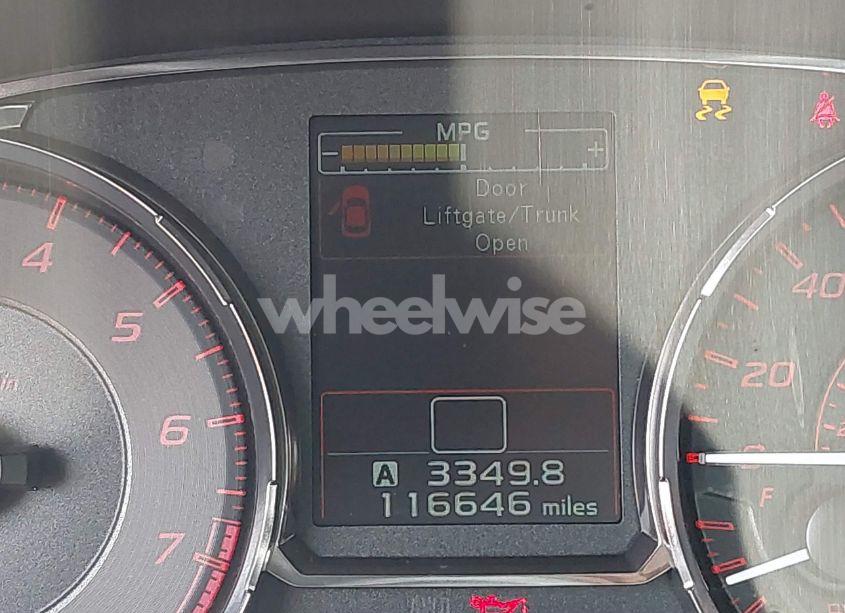 MPG
- +
Door
Liftgate/Trunk
Open
wheelwise
4
5
6
7
40
20
F
A 3349.8
116646 miles